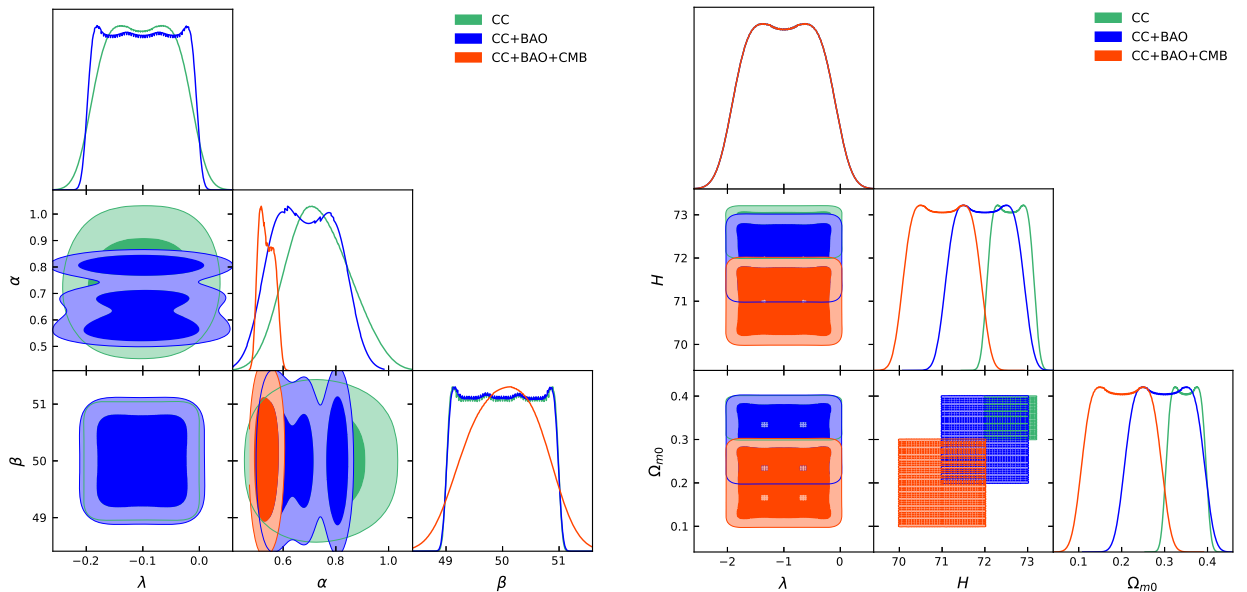 CC
CC+BAO
CC+BAO+CMB
1.0
0.9
0.8
0.7
0.6
0.5
α
51
50
49
β
−0.2 −0.1 0.0
λ
0.6 0.8 1.0
α
49 50 51
β
CC
CC+BAO
CC+BAO+CMB
73
72
71
70
H
0.4
0.3
0.2
0.1
Ωm0
−2 −1 0
λ
70 71 72 73
H
0.1 0.2 0.3 0.4
Ωm0